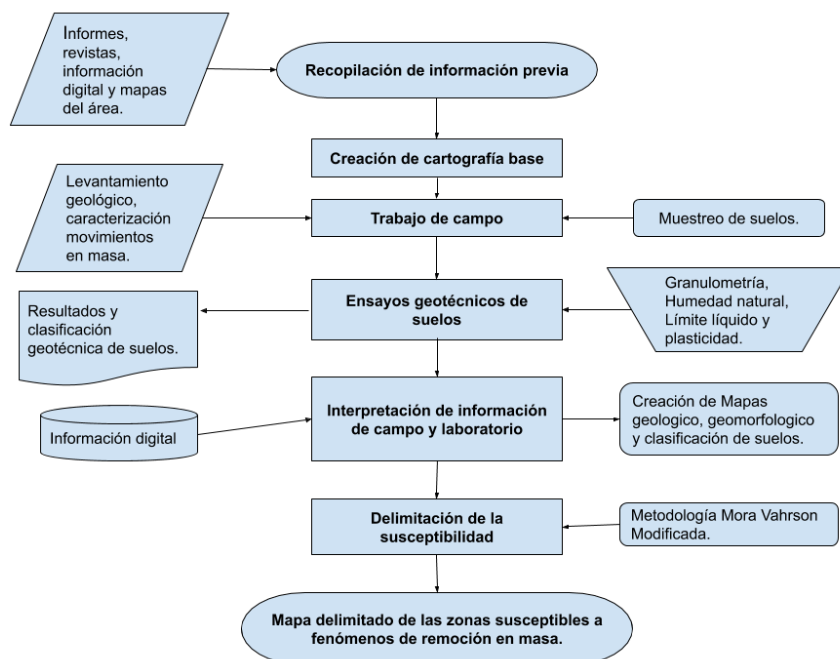 Informes,
revistas,
información
digital y mapas
del área.
Recopilación de información previa
Creación de cartografía base
Levantamiento
geológico,
caracterización
movimientos
en masa.
Trabajo de campo
Muestreo de suelos.
Ensayos geotécnicos de
suelos
Granulometría,
Humedad natural,
Límite líquido y
plasticidad.
Resultados y
clasificación
geotécnica de suelos.
Interpretación de información
de campo y laboratorio
Información digital
Creación de Mapas
geologico, geomorfologico
y clasificación de suelos.
Delimitación de la
susceptibilidad
Metodología Mora Vahrson
Modificada.
Mapa delimitado de las zonas susceptibles a
fenómenos de remoción en masa.